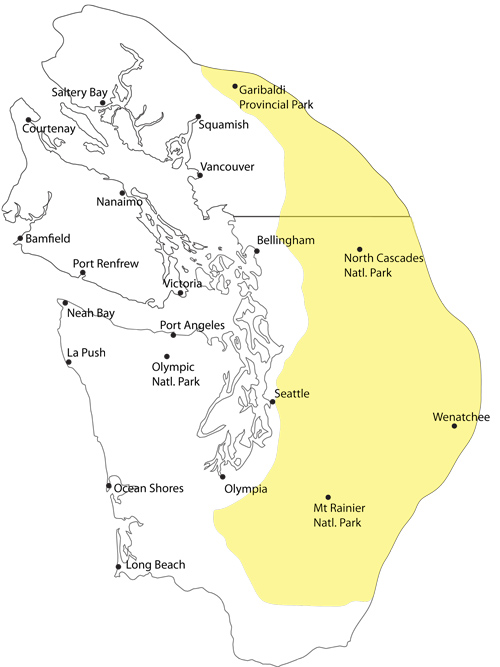 Garibaldi
Provincial Park
Saltery Bay
Courtenay
Squamish
Vancouver
Nanaimo
Bamfield
Bellingham
North Cascades
Natl. Park
Port Renfrew
Victoria
Neah Bay
Port Angeles
La Push
Olympic
Natl. Park
Seattle
Wenatchee
Ocean Shores
Olympia
Mt Rainier
Natl. Park
Long Beach